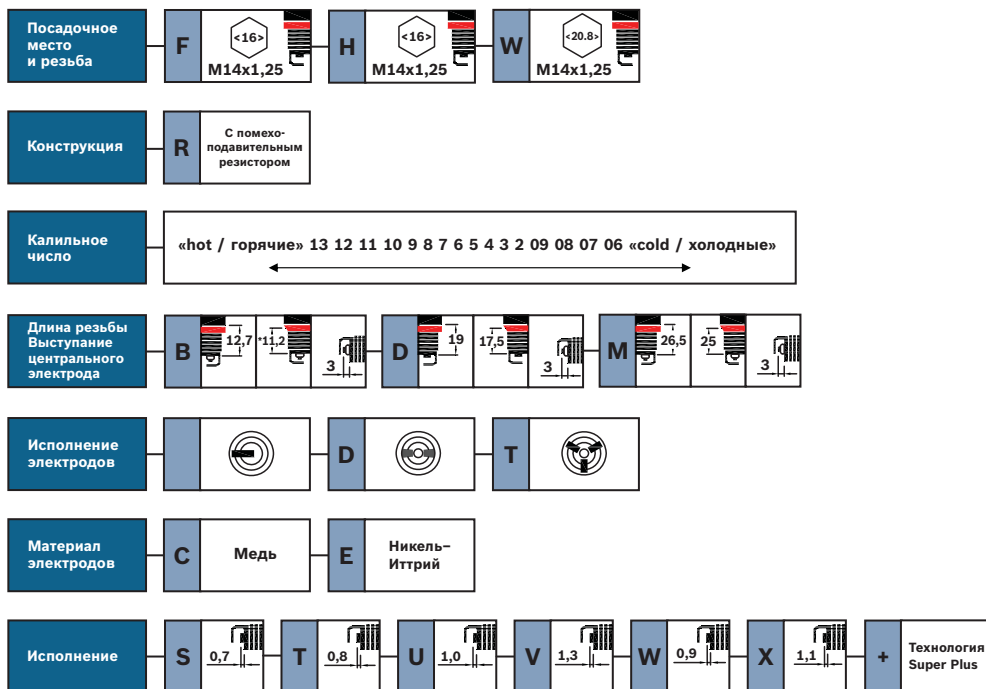 Посадочное
место
и резьба
F
<16>
M14x1,25
H
<16>
M14x1,25
W
<20.8>
M14x1,25
Конструкция
R
С помехо-
подавительным
резистором
Калильное
число
«hot / горячие» 13 12 11 10 9 8 7 6 5 4 3 2 09 08 07 06 «cold / холодные»
Длина резьбы
Выступание
центрального
электрода
B
12,7
*11,2
3
D
19
17,5
3
M
26,5
25
3
Исполнение
электродов
D
T
Материал
электродов
C
Медь
E
Никель–
Иттрий
Исполнение
S
0,7
T
0,8
U
1,0
V
1,3
W
0,9
X
1,1
+
Технология
Super Plus